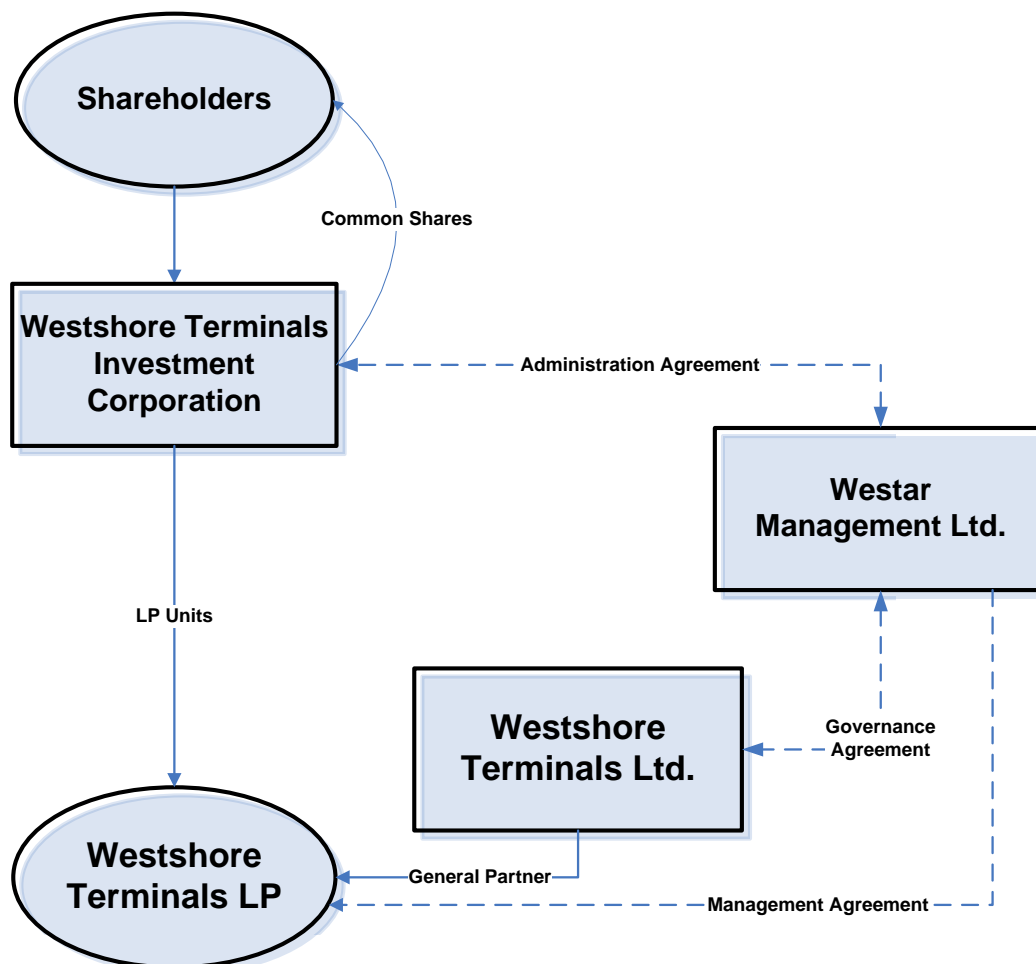 Shareholders
Common Shares
Westshore Terminals
Investment
Corporation
Administration Agreement
Westar
Management Ltd.
LP Units
Westshore
Terminals Ltd.
Governance
Agreement
Westshore
Terminals LP
General Partner
Management Agreement